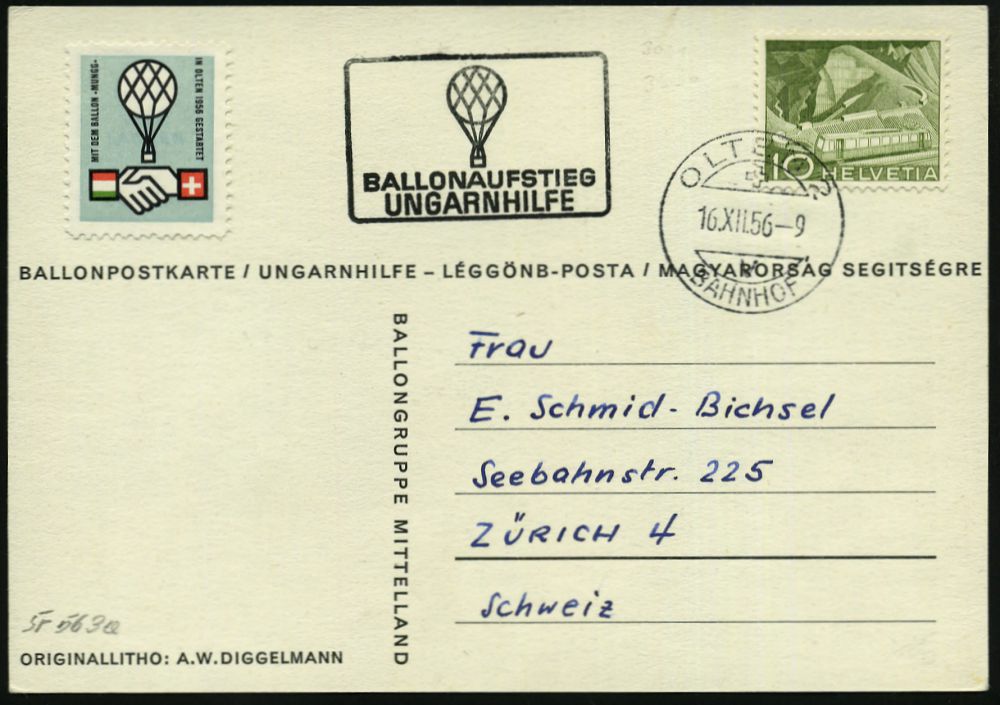 MIT DEM BALLON «MUNGG»
IN OLTEN 1956 GESTARTET
BALLONAUFSTIEG
UNGARNHILFE
10 HELVETIA
OLTEN
16.XII.56-9
BAHNHOF
BALLONPOSTKARTE / UNGARNHILFE – LÉGGÖNB-POSTA / MAGYARORSÁG SEGITSÉGRE
BALLONGRUPPE MITTELLAND
Frau
E. Schmid-Bichsel
Seebahnstr. 225
ZÜRICH 4
Schweiz
ORIGINALLITHO: A.W.DIGGELMANN